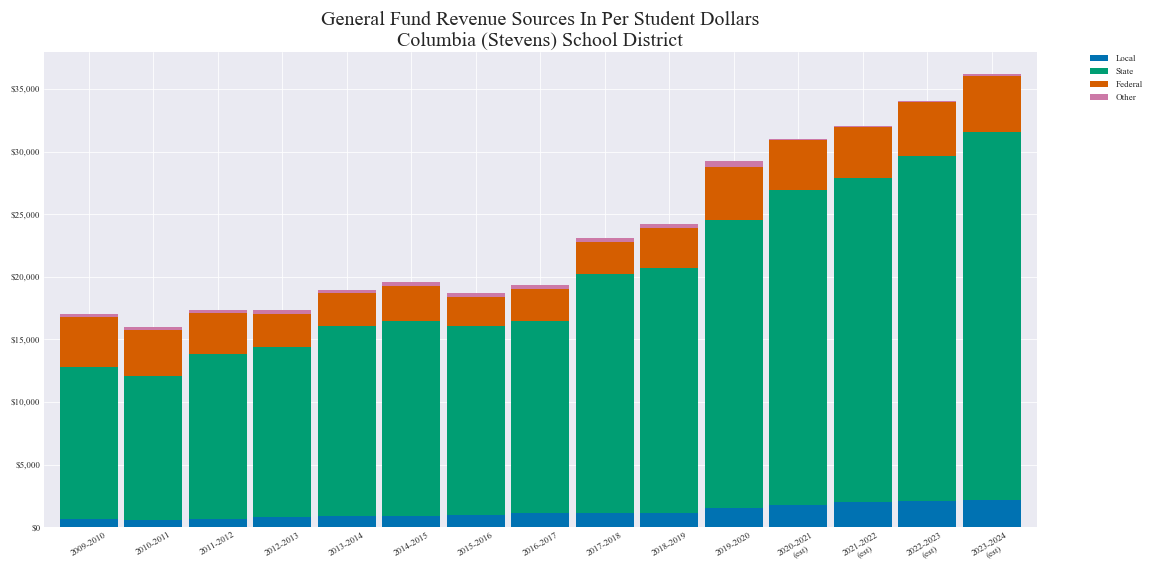 General Fund Revenue Sources In Per Student Dollars
Columbia (Stevens) School District
Local
State
Federal
Other
$35,000
$30,000
$25,000
$20,000
$15,000
$10,000
$5,000
$0
2009-2010
2010-2011
2011-2012
2012-2013
2013-2014
2014-2015
2015-2016
2016-2017
2017-2018
2018-2019
2019-2020
2020-2021
(est)
2021-2022
(est)
2022-2023
(est)
2023-2024
(est)